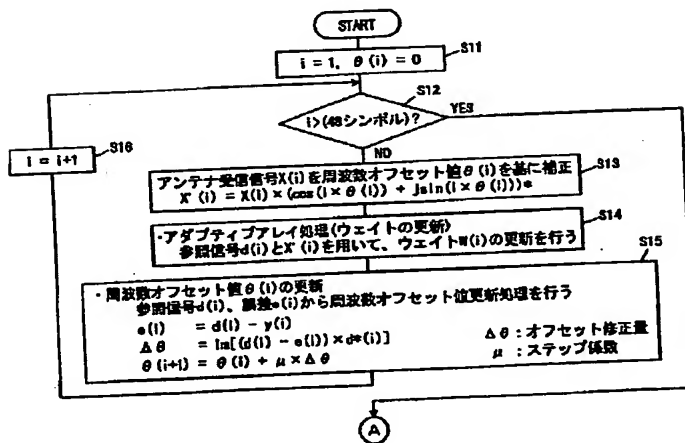 START
i = 1, θ(i) = 0
S11
S12
i>(48シンボル)?
YES
NO
i = i+1
S16
アンテナ受信信号X(i)を周波数オフセット値θ(i)を基に補正
X'(i) = X(i)×(cos(i×θ(i)) + jsin(i×θ(i)))*
S13
・アダプティブアレイ処理(ウェイトの更新)
参照信号d(i)とX'(i)を用いて、ウェイトW(i)の更新を行う
S14
S15
・周波数オフセット値θ(i)の更新
参照信号d(i)、誤差e(i)から周波数オフセット値更新処理を行う
e(i) = d(i) - y(i)
Δθ = Im[(d(i) - e(i))×d*(i)]
θ(i+1) = θ(i) + μ×Δθ
Δθ:オフセット修正量
μ:ステップ係数
A